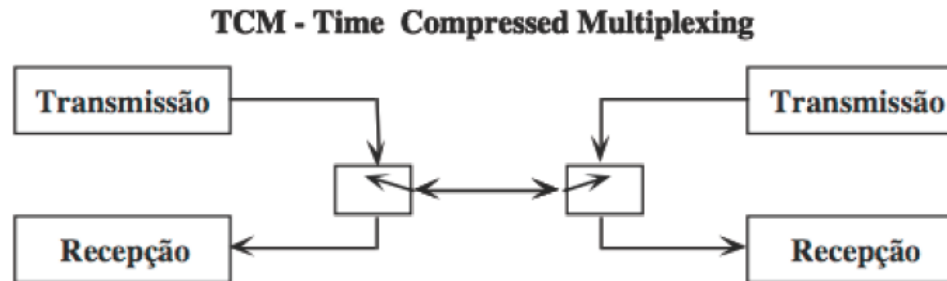 TCM - Time Compressed Multiplexing
Transmissão
Transmissão
Recepção
Recepção